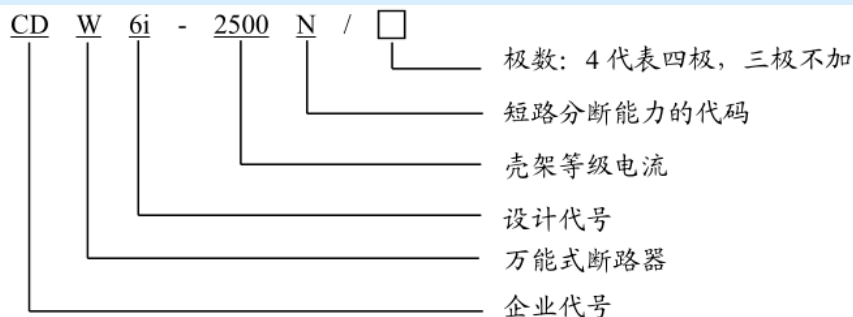 CD W 6i - 2500 N / □
极数：4 代表四极，三极不加
短路分断能力的代码
壳架等级电流
设计代号
万能式断路器
企业代号